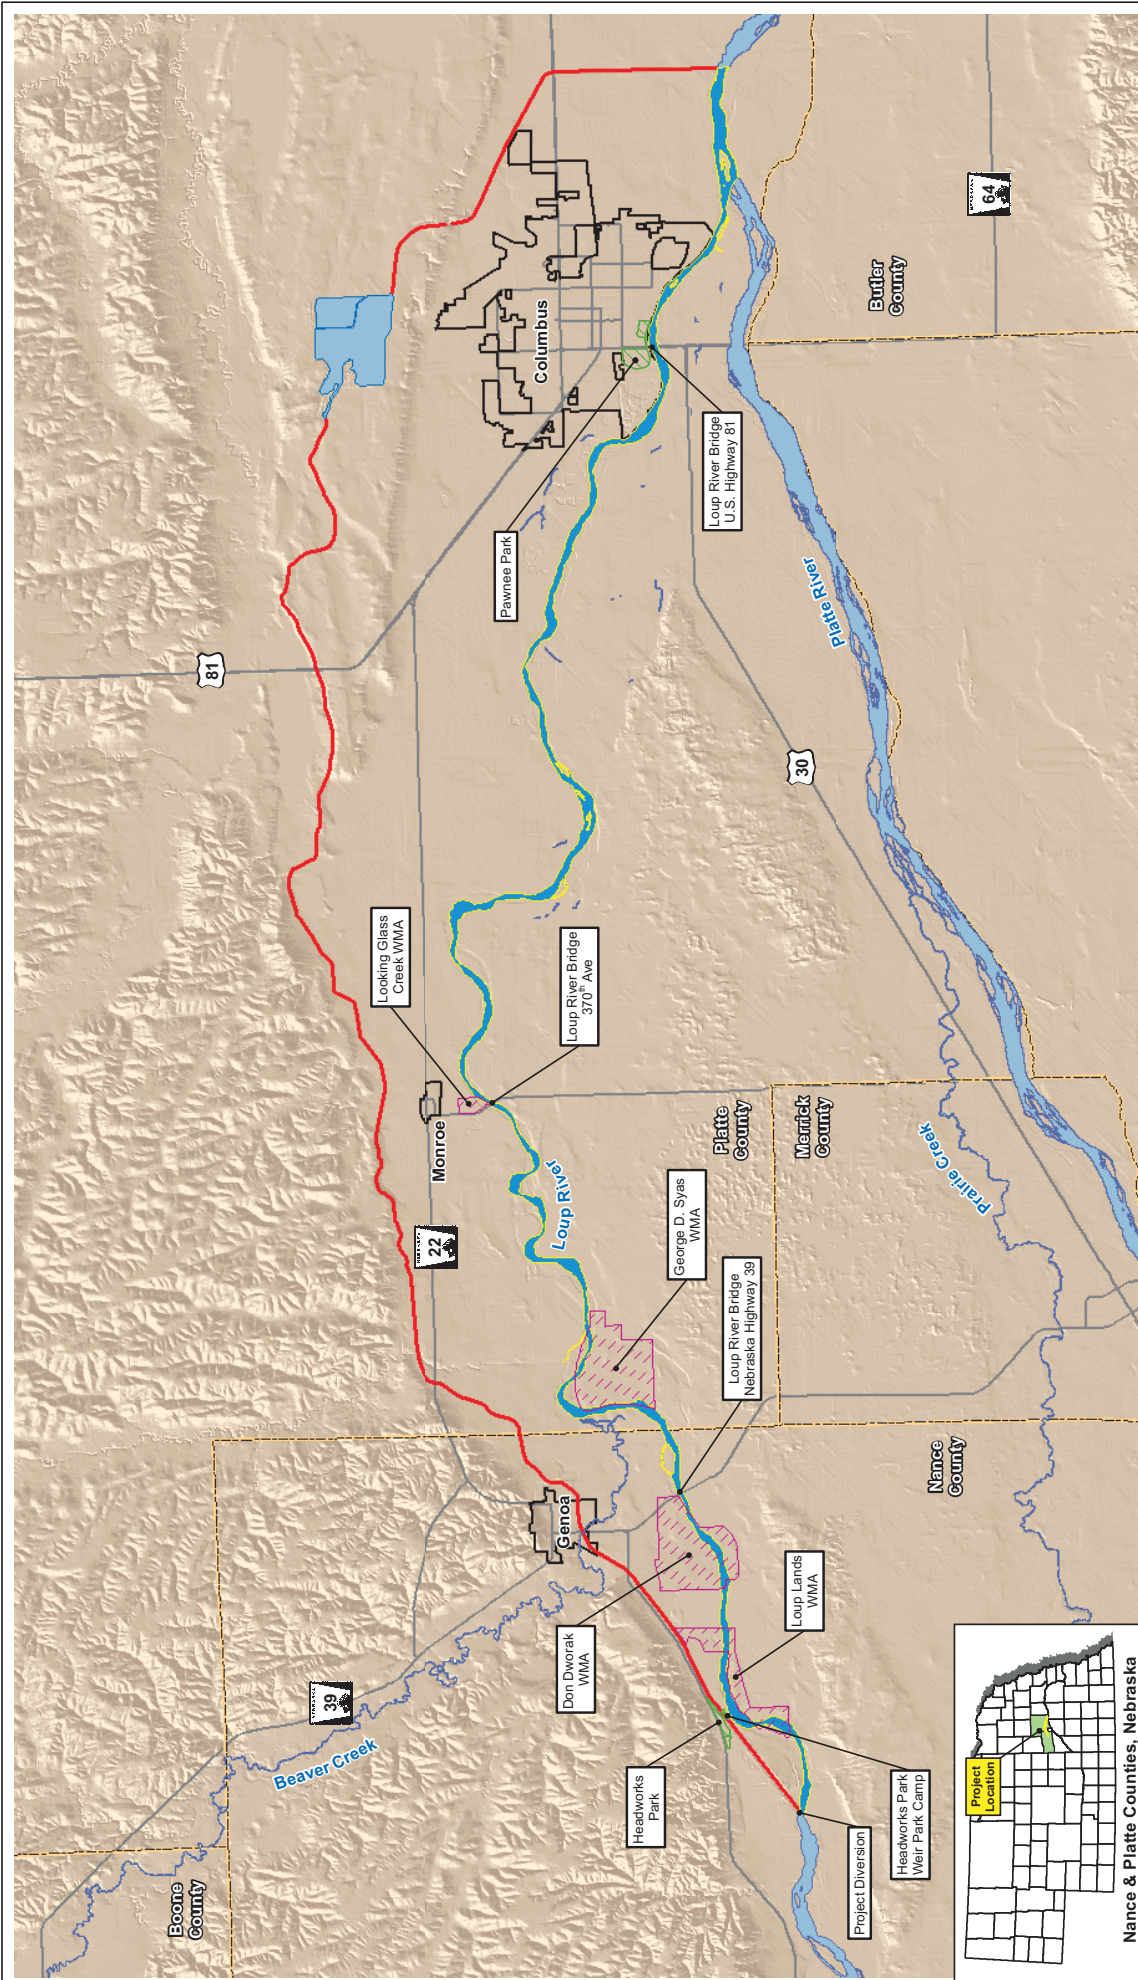 Boone
County
Beaver Creek
NEBRASKA
39
Genoa
Don Dworak
WMA
Headworks
Park
Project Diversion
Headworks Park
Weir Park Camp
Loup Lands
WMA
Loup River Bridge
Nebraska Highway 39
George D. Syas
WMA
Nance
County
22
Monroe
Loup River
Looking Glass
Creek WMA
Loup River Bridge
370th Ave
Platte
County
Merrick
County
Prairie Creek
81
30
Platte River
Pawnee Park
Columbus
Loup River Bridge
U.S. Highway 81
Butler
County
64
Project
Location
Nance & Platte Counties, Nebraska